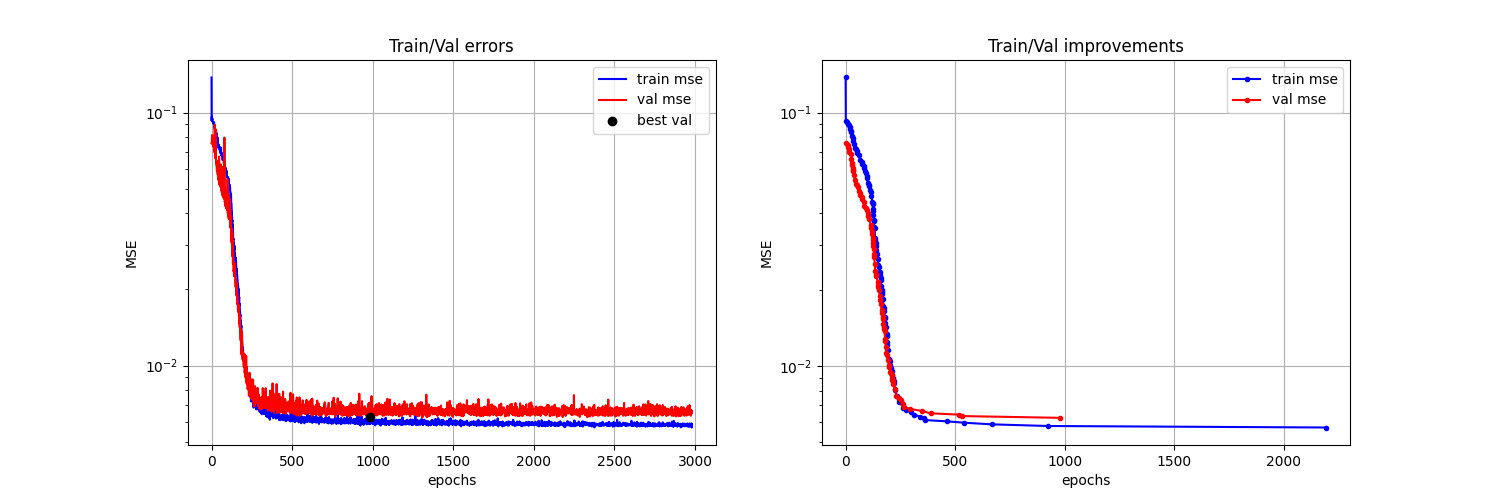 Train/Val errors
train mse
val mse
best val
10⁻¹
10⁻²
MSE
0 500 1000 1500 2000 2500 3000
epochs
Train/Val improvements
train mse
val mse
10⁻¹
10⁻²
MSE
0 500 1000 1500 2000
epochs